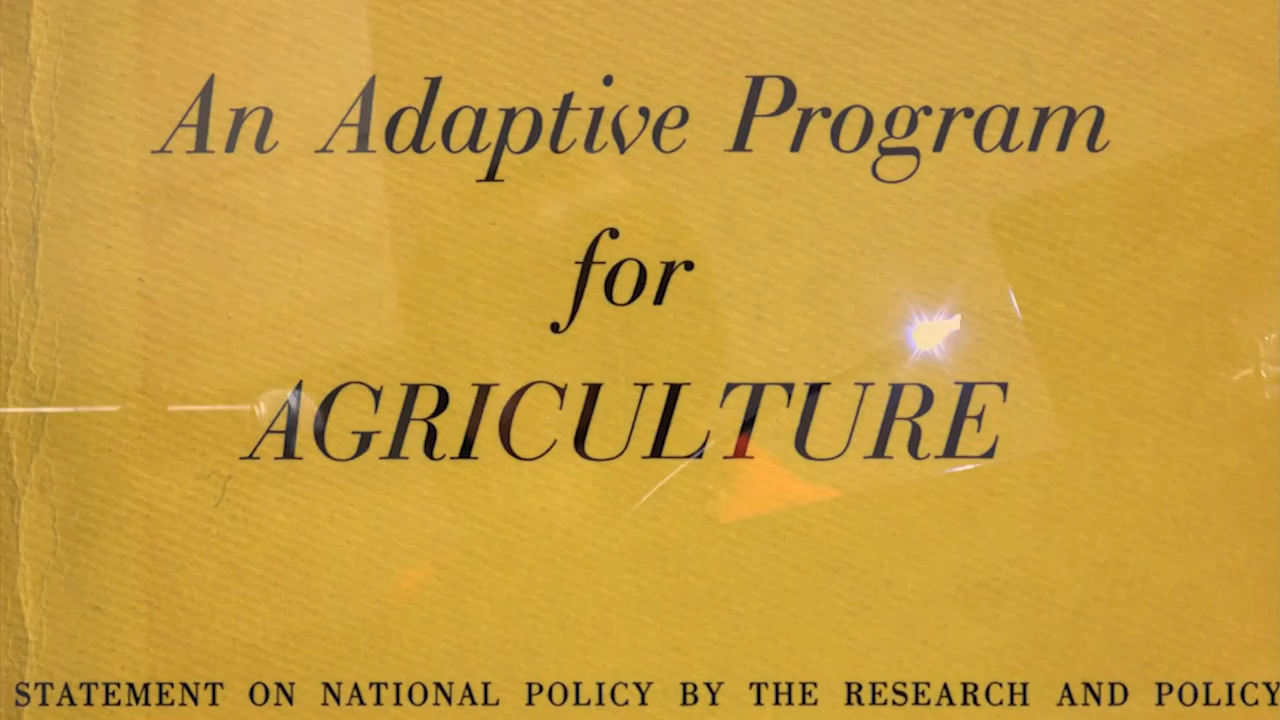 An Adaptive Program
for
AGRICULTURE
STATEMENT ON NATIONAL POLICY BY THE RESEARCH AND POLICY